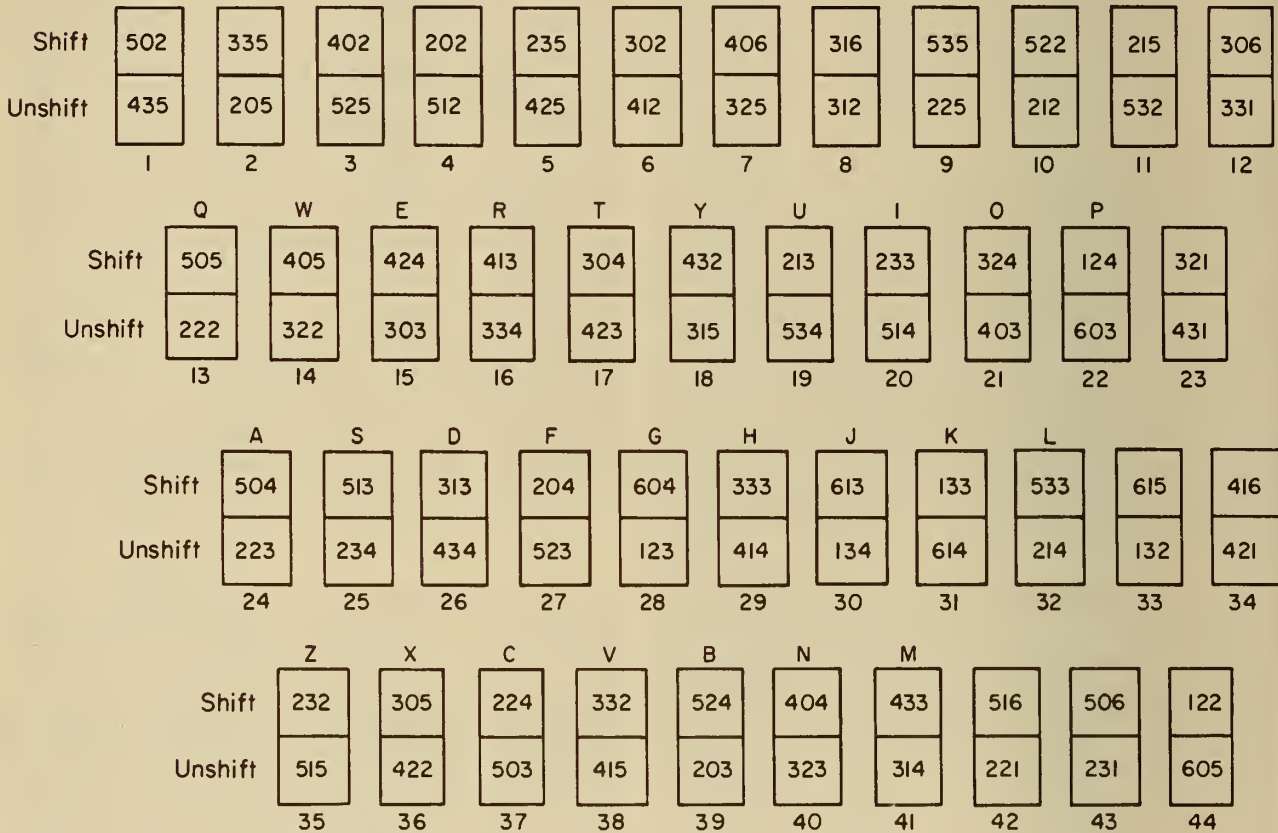 Shift 502 335 402 202 235 302 406 316 535 522 215 306
Unshift 435 205 525 512 425 412 325 312 225 212 532 331
1 2 3 4 5 6 7 8 9 10 11 12
Q W E R T Y U I O P
Shift 505 405 424 413 304 432 213 233 324 124 321
Unshift 222 322 303 334 423 315 534 514 403 603 431
13 14 15 16 17 18 19 20 21 22 23
A S D F G H J K L
Shift 504 513 313 204 604 333 613 133 533 615 416
Unshift 223 234 434 523 123 414 134 614 214 132 421
24 25 26 27 28 29 30 31 32 33 34
Z X C V B N M
Shift 232 305 224 332 524 404 433 516 506 122
Unshift 515 422 503 415 203 323 314 221 231 605
35 36 37 38 39 40 41 42 43 44